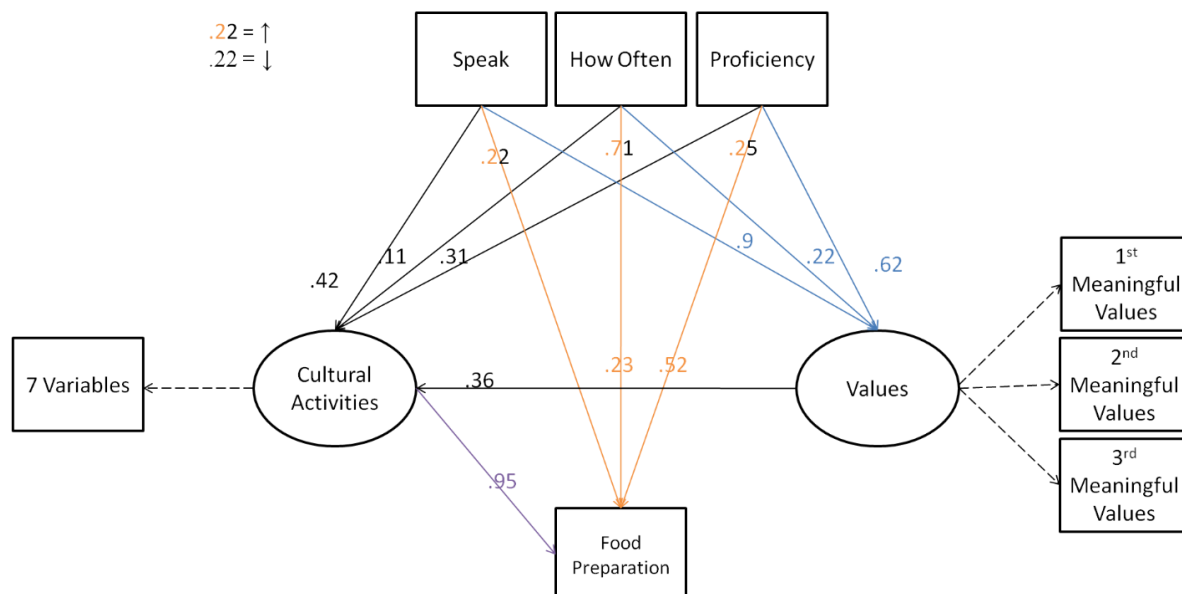 .22 = ↑
.22 = ↓
Speak
How Often
Proficiency
.22
.71
.25
.42
.11
.31
.9
.22
.62
7 Variables
Cultural
Activities
.36
.23
.52
Values
1st
Meaningful
Values
2nd
Meaningful
Values
3rd
Meaningful
Values
.95
Food
Preparation